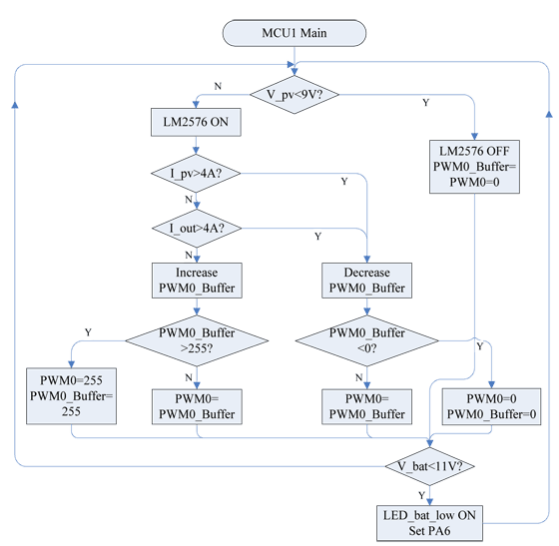 MCU1 Main
V_pv<9V?
N
Y
LM2576 ON
LM2576 OFF
PWM0_Buffer=
PWM0=0
I_pv>4A?
Y
N
I_out>4A?
Y
N
Increase
PWM0_Buffer
Decrease
PWM0_Buffer
PWM0_Buffer
>255?
Y
N
PWM0_Buffer
<0?
Y
N
PWM0=255
PWM0_Buffer=
255
PWM0=
PWM0_Buffer
PWM0=
PWM0_Buffer
PWM0=0
PWM0_Buffer=0
V_bat<11V?
Y
LED_bat_low ON
Set PA6